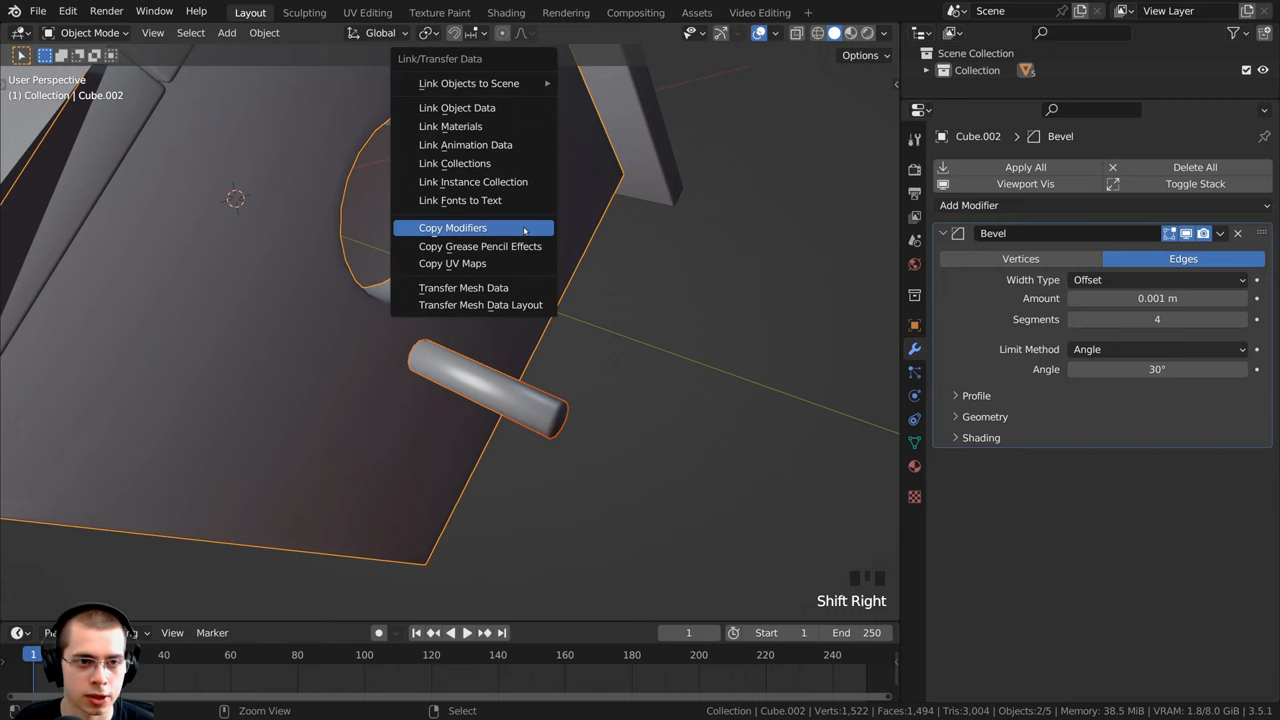 File Edit Render Window Help
Layout Sculpting UV Editing Texture Paint Shading Rendering Compositing Assets Video Editing +
Scene
View Layer
Object Mode View Select Add Object
Global
Options
User Perspective
(1) Collection | Cube.002
Link/Transfer Data
Link Objects to Scene
Link Object Data
Link Materials
Link Animation Data
Link Collections
Link Instance Collection
Link Fonts to Text
Copy Modifiers
Copy Grease Pencil Effects
Copy UV Maps
Transfer Mesh Data
Transfer Mesh Data Layout
Shift Right
Scene Collection
Collection 5
Cube.002 > Bevel
Apply All Delete All
Viewport Vis Toggle Stack
Add Modifier
Bevel
Vertices Edges
Width Type Offset
Amount 0.001 m
Segments 4
Limit Method Angle
Angle 30°
Profile
Geometry
Shading
View Marker
1 Start 1 End 250
1 40 60 80 100 120 140 160 180 200 220 240
Zoom View Select
Collection | Cube.002 | Verts:1,522 | Faces:1,494 | Tris:3,004 | Objects:2/5 | Memory: 38.5 MiB | VRAM: 1.8/8.0 GiB | 3.5.1